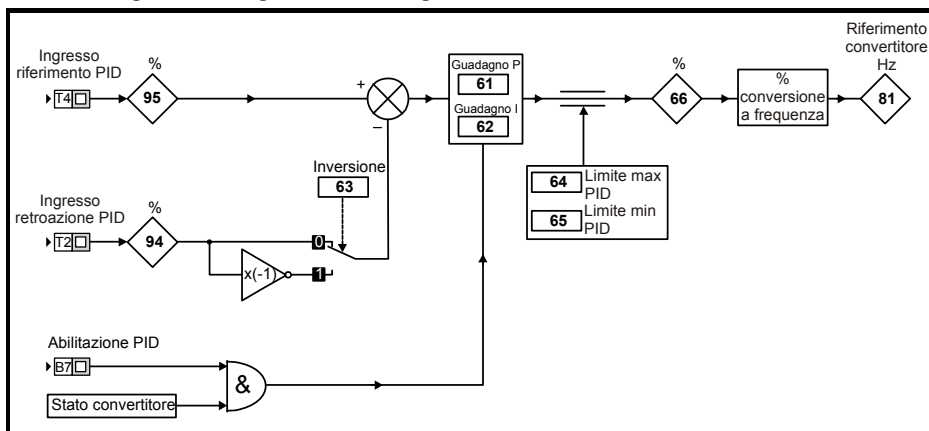 Ingresso
riferimento PID
T4
%
95
+
–
Guadagno P
61
Guadagno I
62
%
66
%
conversione
a frequenza
Riferimento
convertitore
Hz
81
Inversione
63
64 Limite max
PID
65 Limite min
PID
Ingresso
retroazione PID
T2
%
94
0
x(-1)
1
Abilitazione PID
B7
&
Stato convertitore